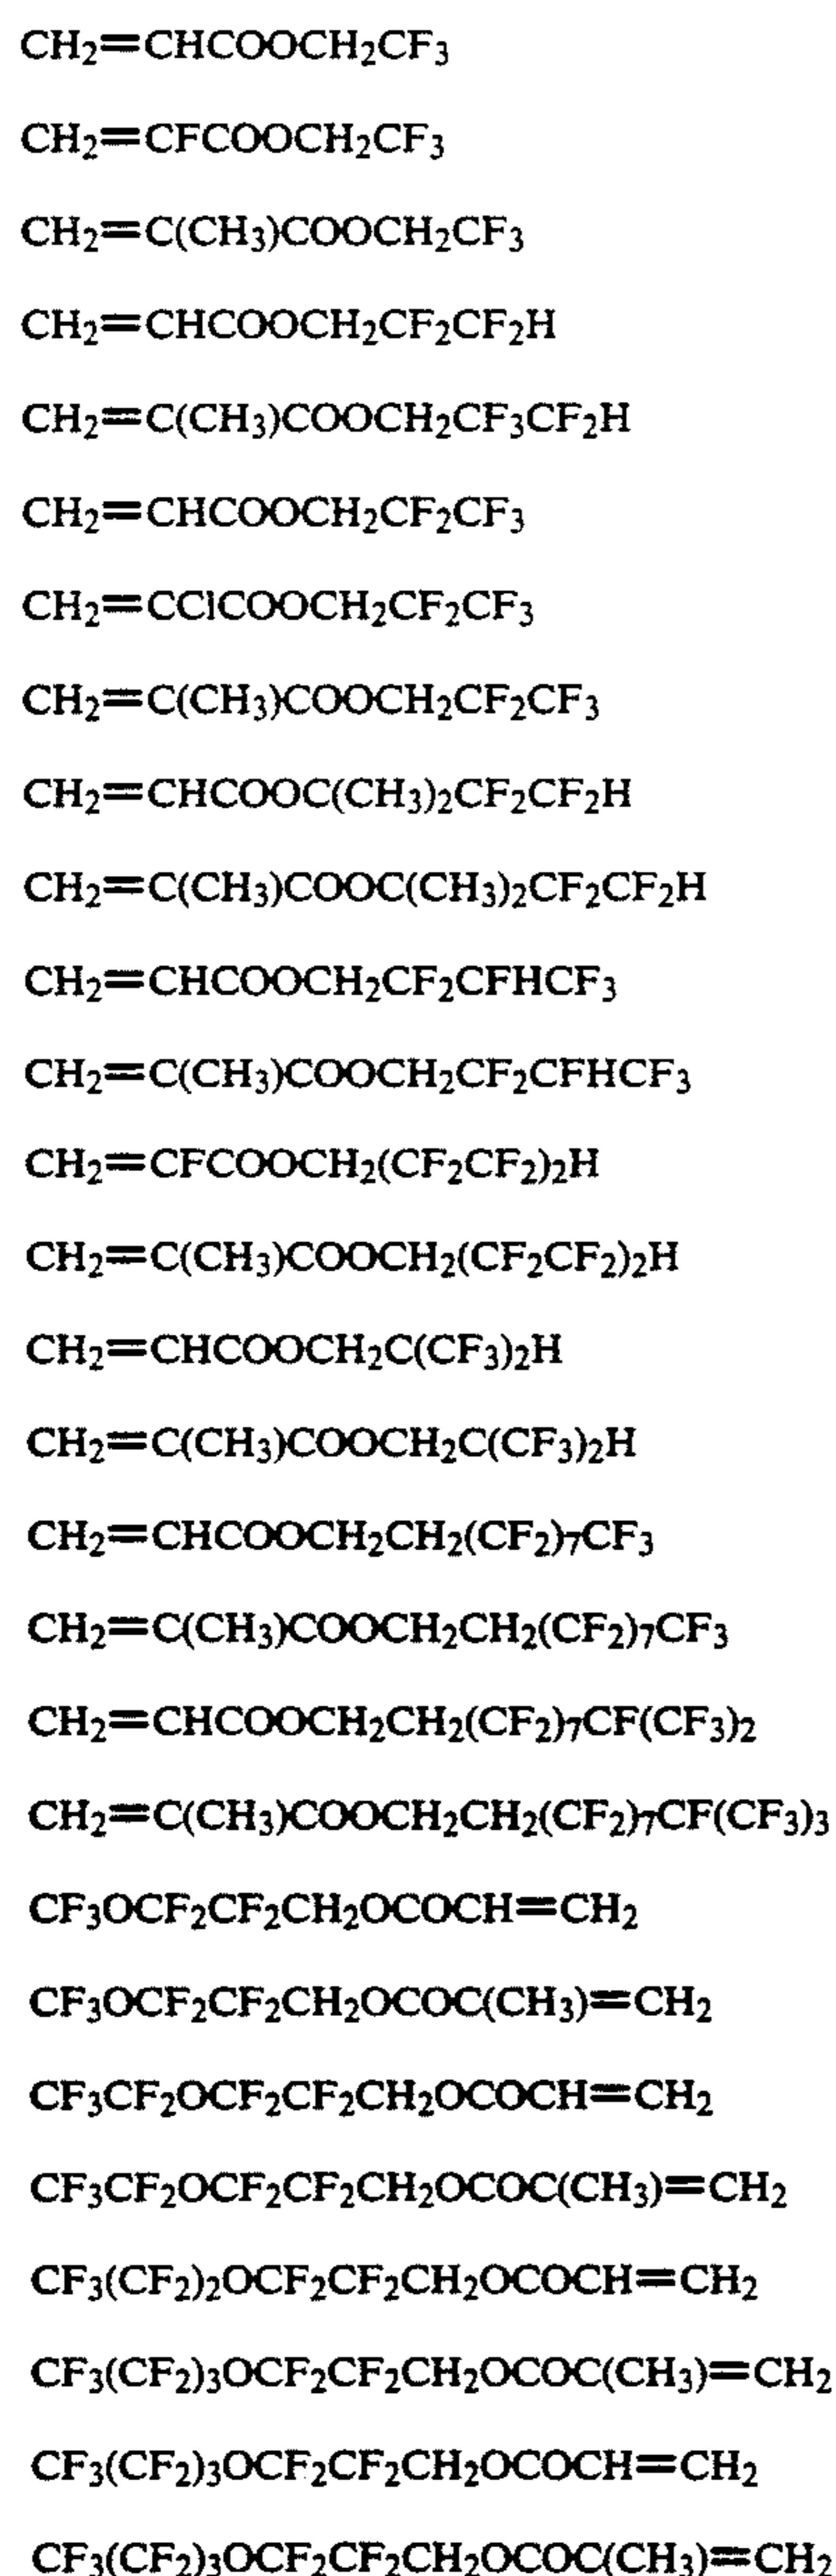 CH₂=CHCOOCH₂CF₃
CH₂=CFCOOCH₂CF₃
CH₂=C(CH₃)COOCH₂CF₃
CH₂=CHCOOCH₂CF₂CF₂H
CH₂=C(CH₃)COOCH₂CF₃CF₂H
CH₂=CHCOOCH₂CF₂CF₃
CH₂=CClCOOCH₂CF₂CF₃
CH₂=C(CH₃)COOCH₂CF₂CF₃
CH₂=CHCOOC(CH₃)₂CF₂CF₂H
CH₂=C(CH₃)COOC(CH₃)₂CF₂CF₂H
CH₂=CHCOOCH₂CF₂CFHCF₃
CH₂=C(CH₃)COOCH₂CF₂CFHCF₃
CH₂=CFCOOCH₂(CF₂CF₂)₂H
CH₂=C(CH₃)COOCH₂(CF₂CF₂)₂H
CH₂=CHCOOCH₂C(CF₃)₂H
CH₂=C(CH₃)COOCH₂C(CF₃)₂H
CH₂=CHCOOCH₂CH₂(CF₂)₇CF₃
CH₂=C(CH₃)COOCH₂CH₂(CF₂)₇CF₃
CH₂=CHCOOCH₂CH₂(CF₂)₇CF(CF₃)₂
CH₂=C(CH₃)COOCH₂CH₂(CF₂)₇CF(CF₃)₃
CF₃OCF₂CF₂CH₂OCOCH=CH₂
CF₃OCF₂CF₂CH₂OCOC(CH₃)=CH₂
CF₃CF₂OCF₂CF₂CH₂OCOCH=CH₂
CF₃CF₂OCF₂CF₂CH₂OCOC(CH₃)=CH₂
CF₃(CF₂)₂OCF₂CF₂CH₂OCOCH=CH₂
CF₃(CF₂)₃OCF₂CF₂CH₂OCOC(CH₃)=CH₂
CF₃(CF₂)₃OCF₂CF₂CH₂OCOCH=CH₂
CF₃(CF₂)₃OCF₂CF₂CH₂OCOC(CH₃)=CH₂